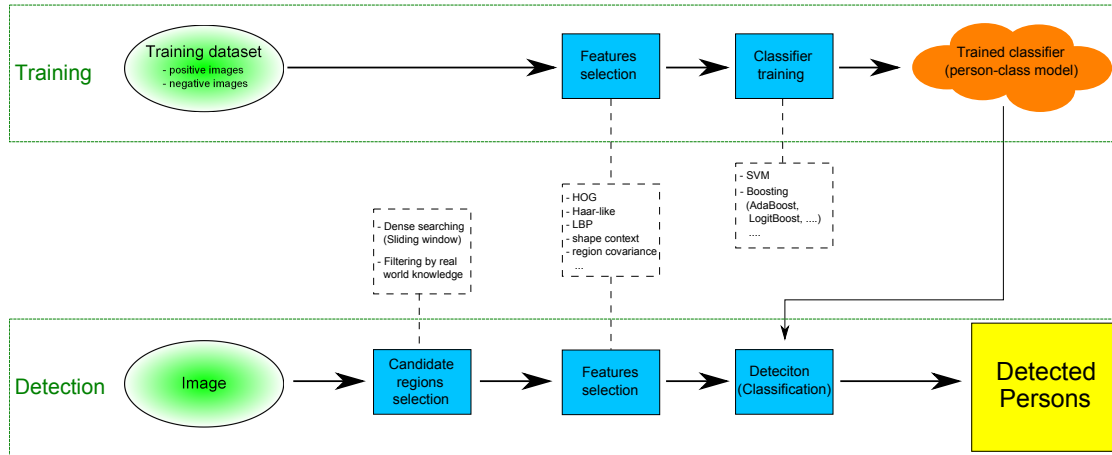 Training
Training dataset
- positive images
- negative images
Features
selection
Classifier
training
Trained classifier
(person-class model)
- Dense searching
(Sliding window)
- Filtering by real
world knowledge
- HOG
- Haar-like
- LBP
- shape context
- region covariance
...
- SVM
- Boosting
(AdaBoost,
LogitBoost, ....)
....
Detection
Image
Candidate
regions
selection
Features
selection
Deteciton
(Classification)
Detected
Persons